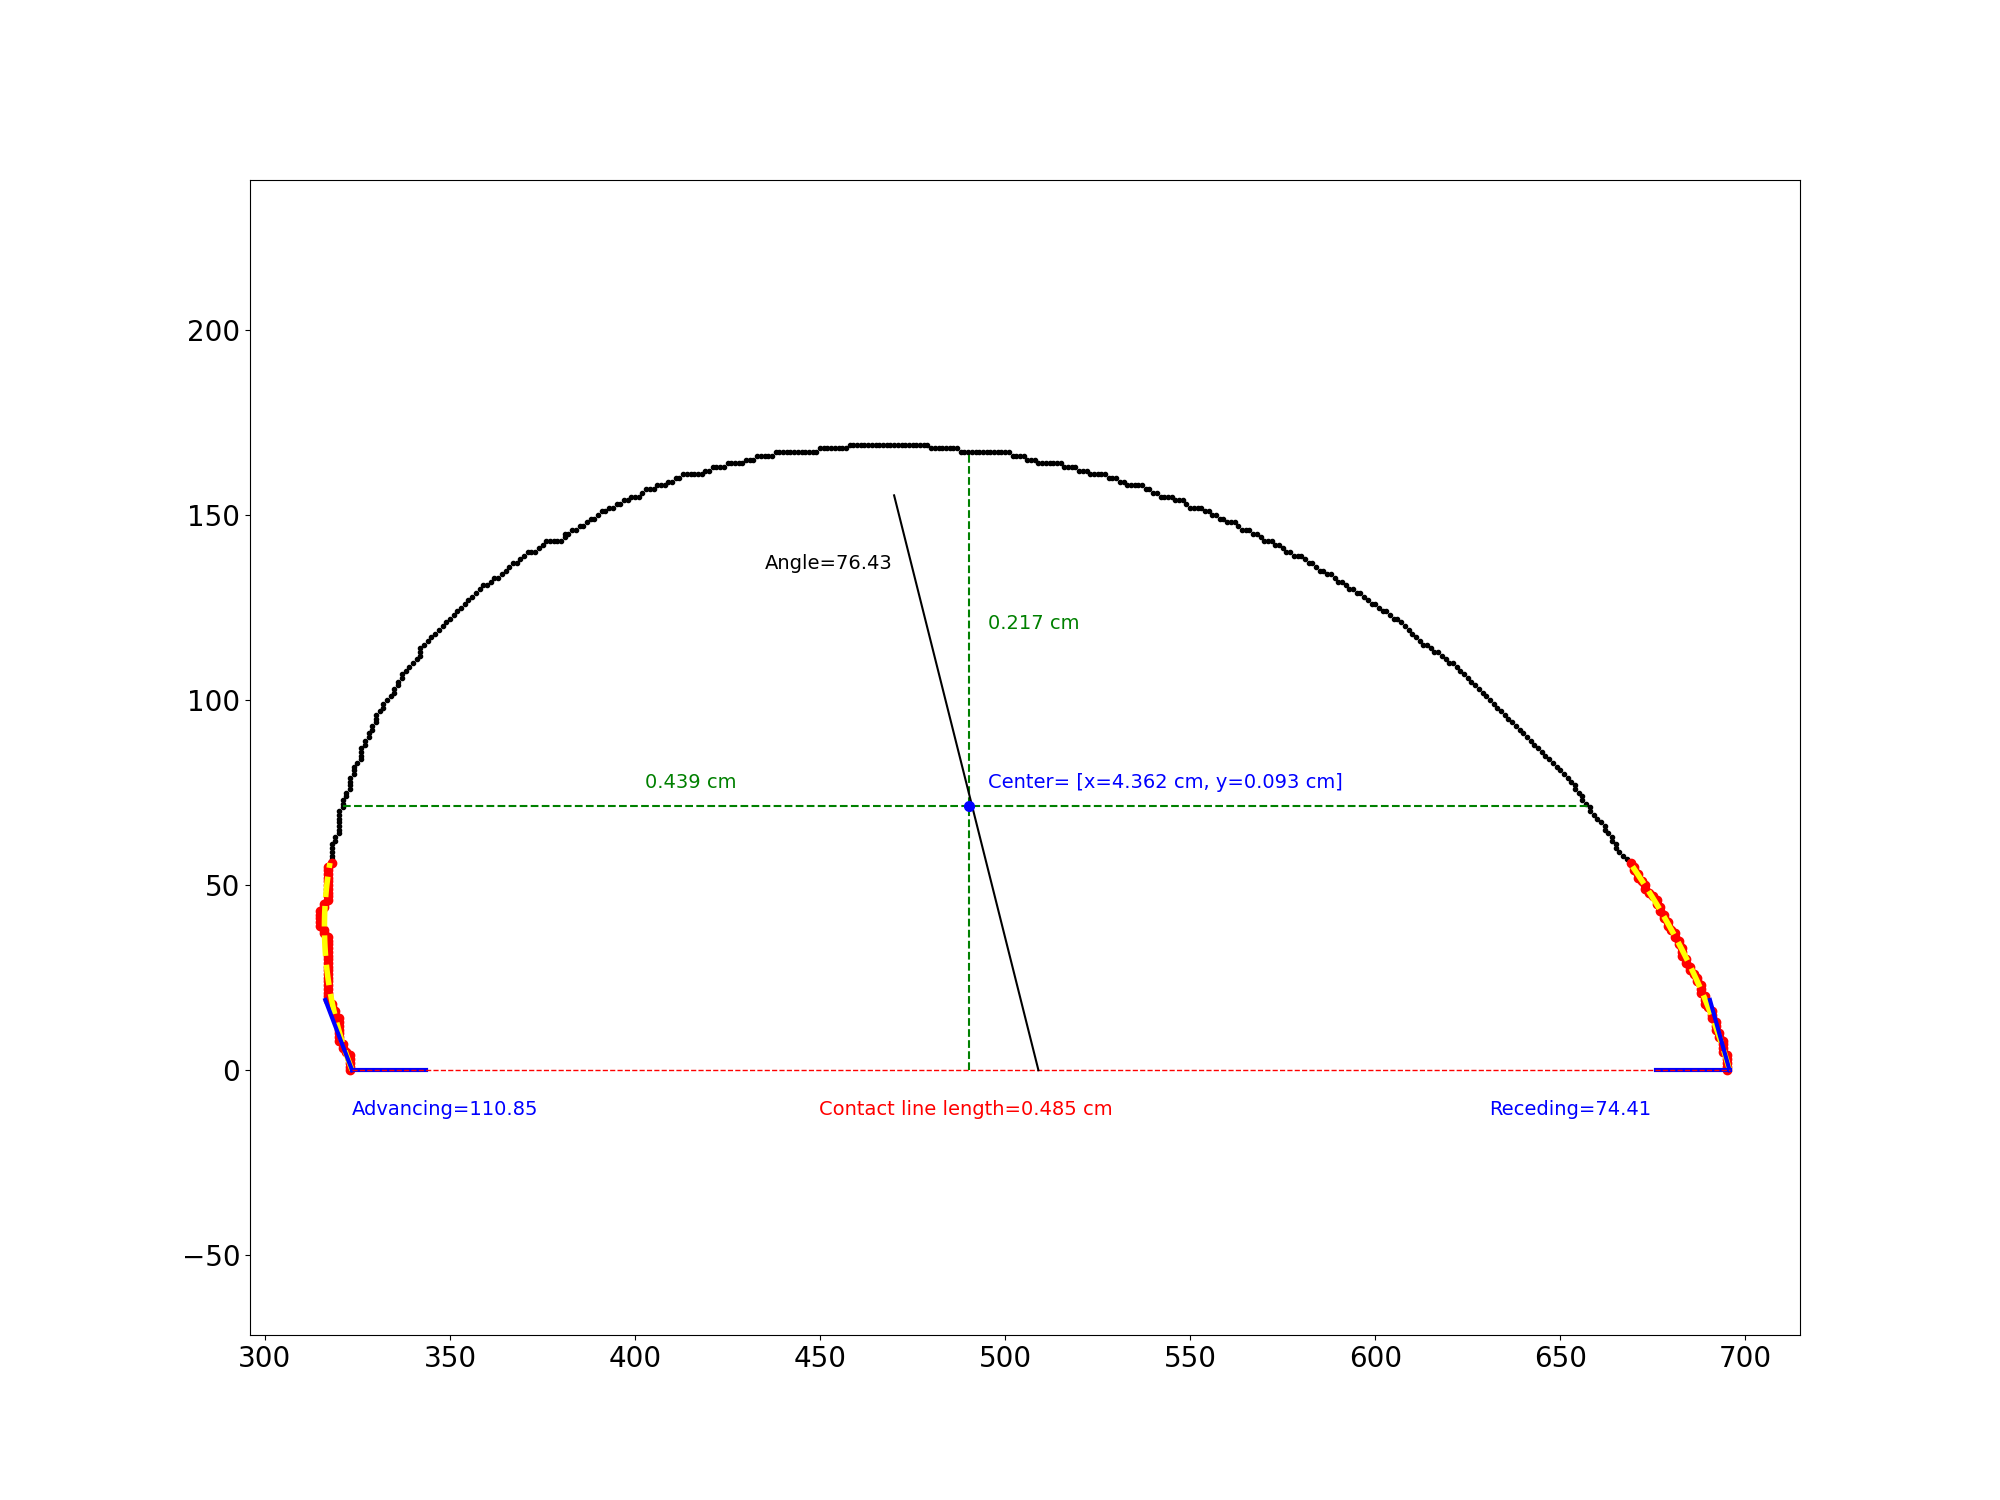 200
150
100
50
0
−50
Angle=76.43
0.217 cm
0.439 cm
Center= [x=4.362 cm, y=0.093 cm]
Advancing=110.85
Contact line length=0.485 cm
Receding=74.41
300 350 400 450 500 550 600 650 700